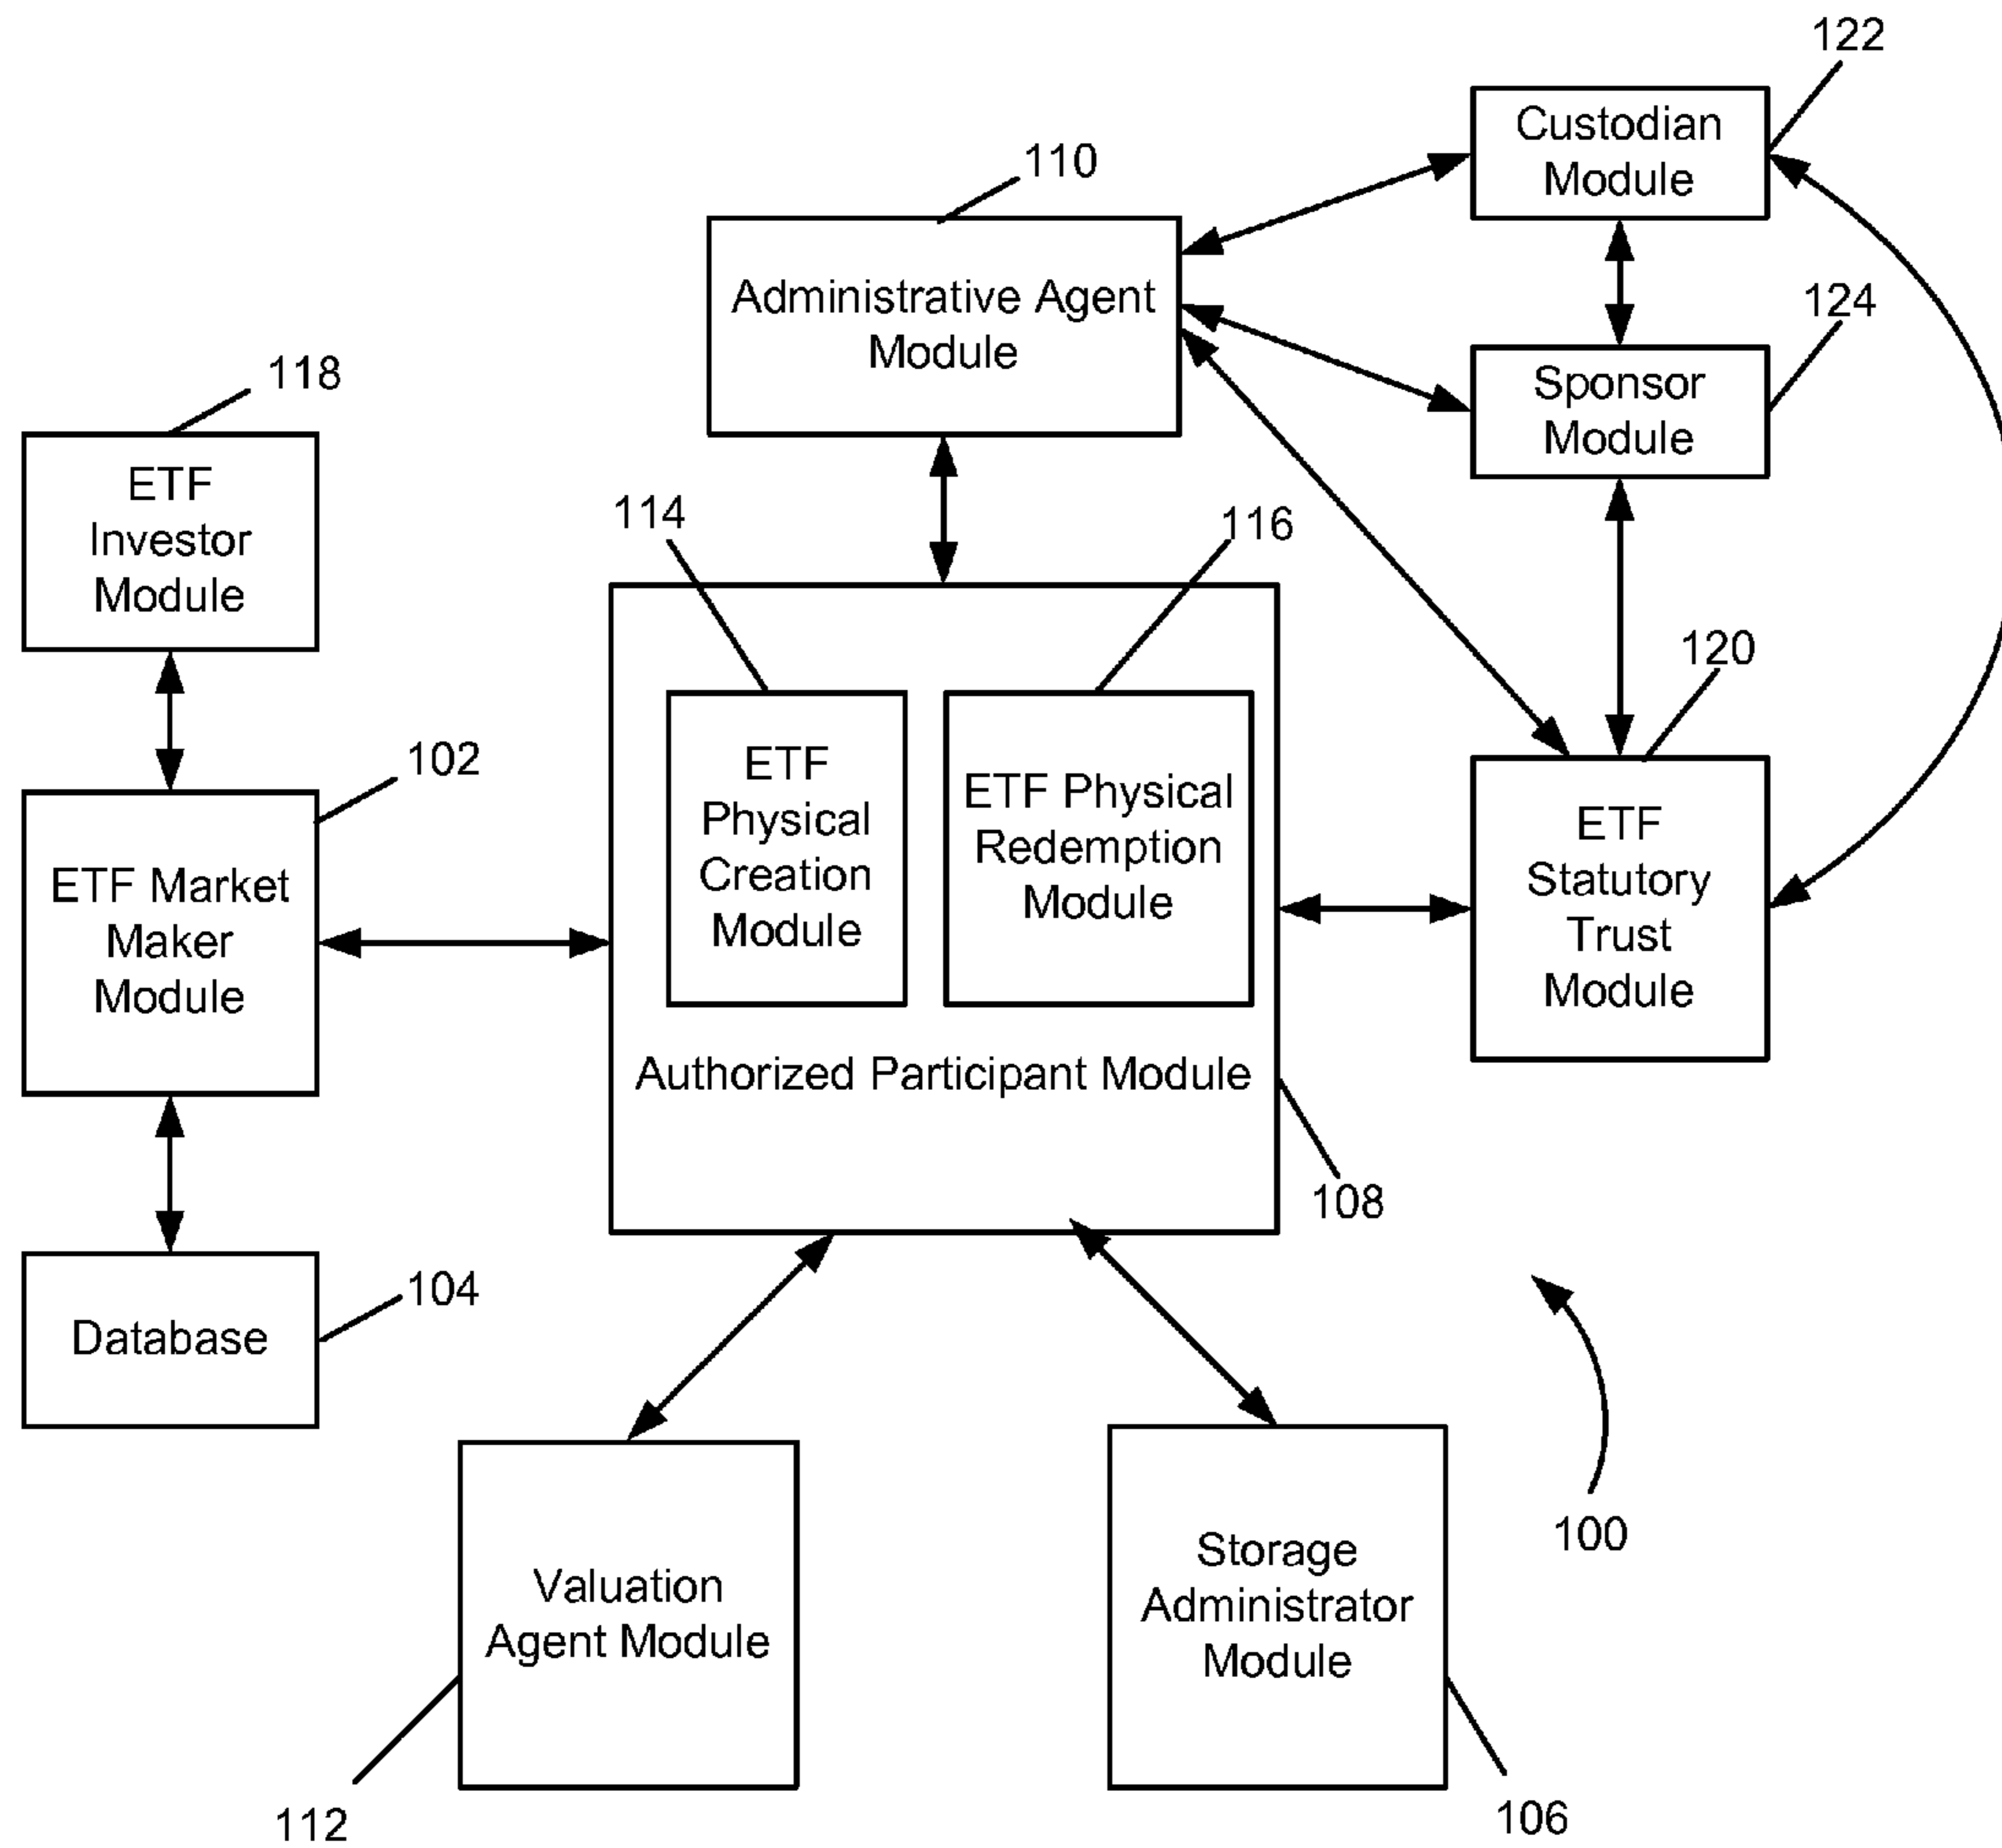 122
Custodian
Module
110
Administrative Agent
Module
124
Sponsor
Module
118
ETF
Investor
Module
114
116
120
102
ETF Market
Maker
Module
ETF
Physical
Creation
Module
ETF Physical
Redemption
Module
Authorized Participant Module
ETF
Statutory
Trust
Module
108
104
Database
100
Valuation
Agent Module
Storage
Administrator
Module
112
106